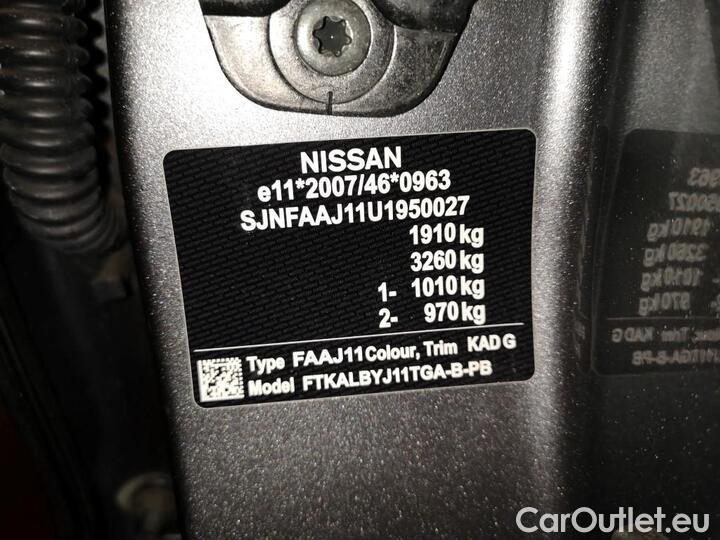 NISSAN
e11*2007/46*0963
SJNFAAJ11U1950027
1910 kg
3260 kg
1- 1010 kg
2- 970 kg
Type FAAJ11 Colour, Trim KAD G
Model FTKALBYJ11TGA-B-PB
CarOutlet.eu